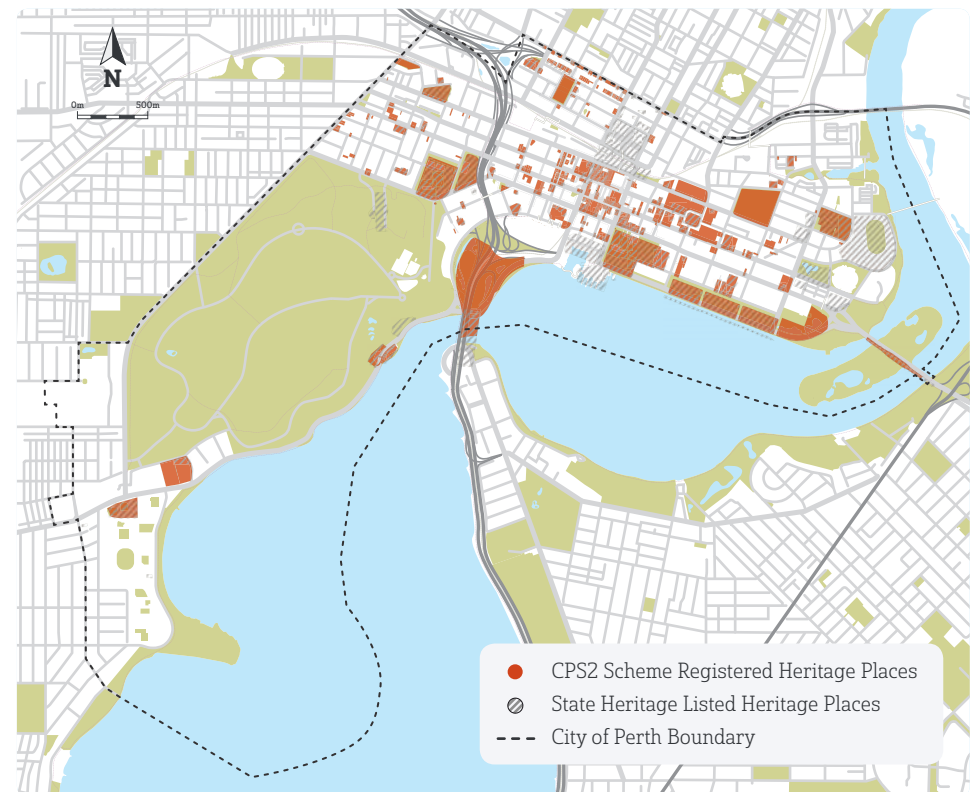 N
0m 500m
CPS2 Scheme Registered Heritage Places
State Heritage Listed Heritage Places
City of Perth Boundary